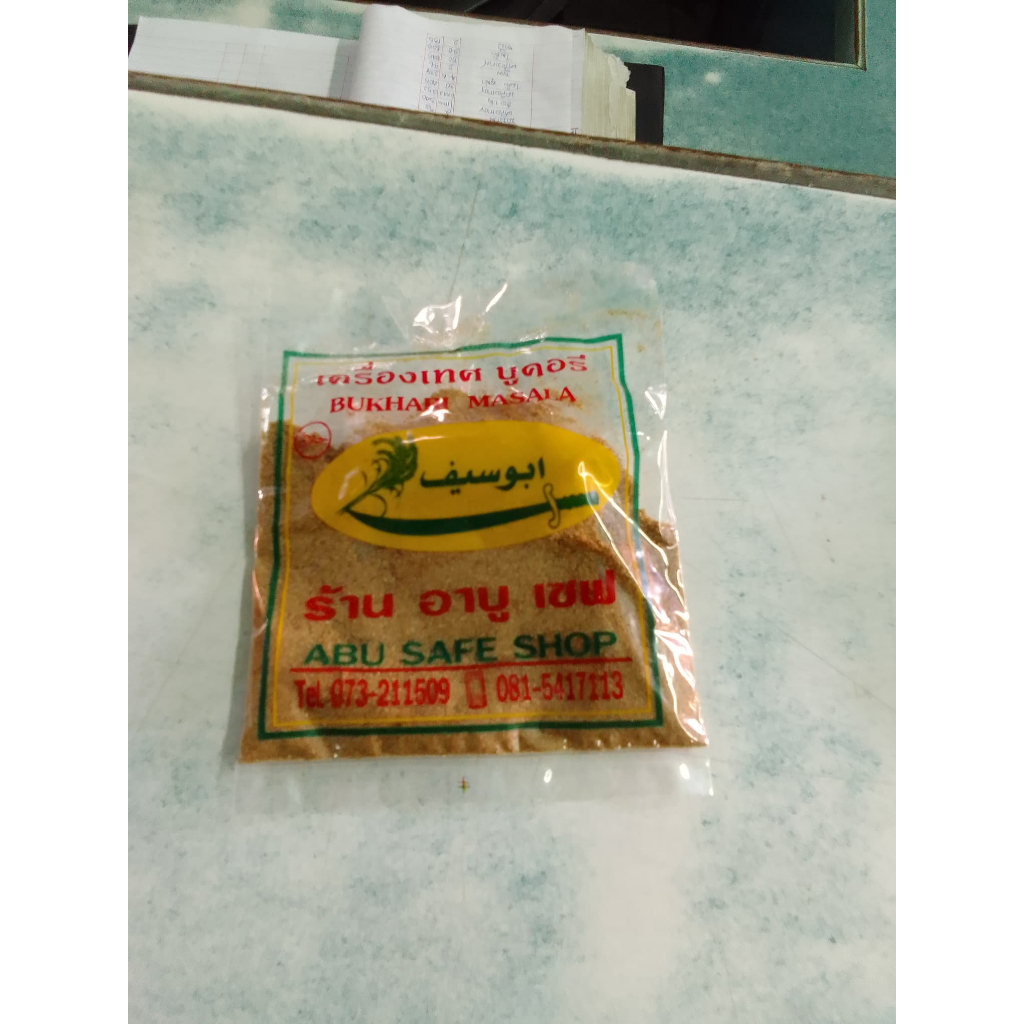 เครื่องเทศ บูคอรี
BUKHARI MASALA
ابوسيف
ร้าน อาบู เซฟ
ABU SAFE SHOP
Tel. 073-211509 081-5417113